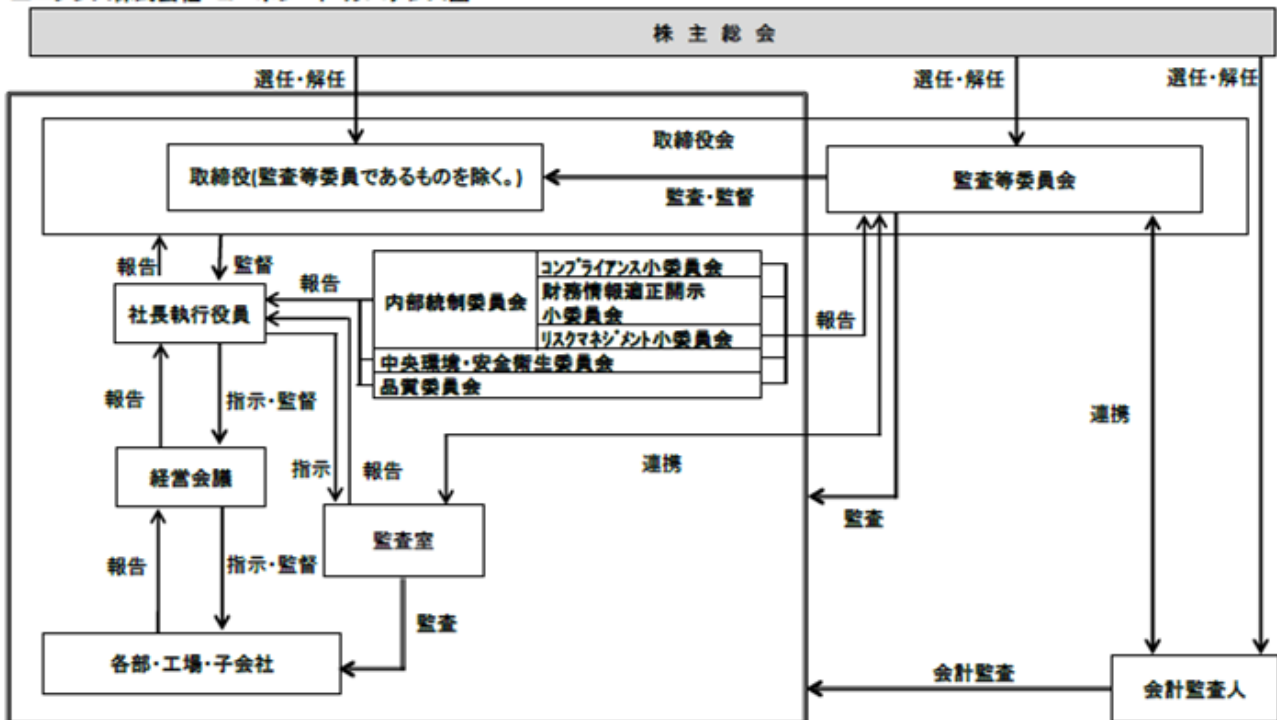 株 主 総 会
選任・解任
選任・解任
選任・解任
取締役会
取締役(監査等委員であるものを除く。)
監査・監督
監査等委員会
報告
監督
報告
社長執行役員
内部統制委員会
コンプライアンス小委員会
財務情報適正開示
小委員会
リスクマネジメント小委員会
中央環境・安全衛生委員会
品質委員会
報告
報告
指示・監督
連携
経営会議
指示
報告
連携
監査
監査室
報告
指示・監督
監査
各部・工場・子会社
会計監査
会計監査人